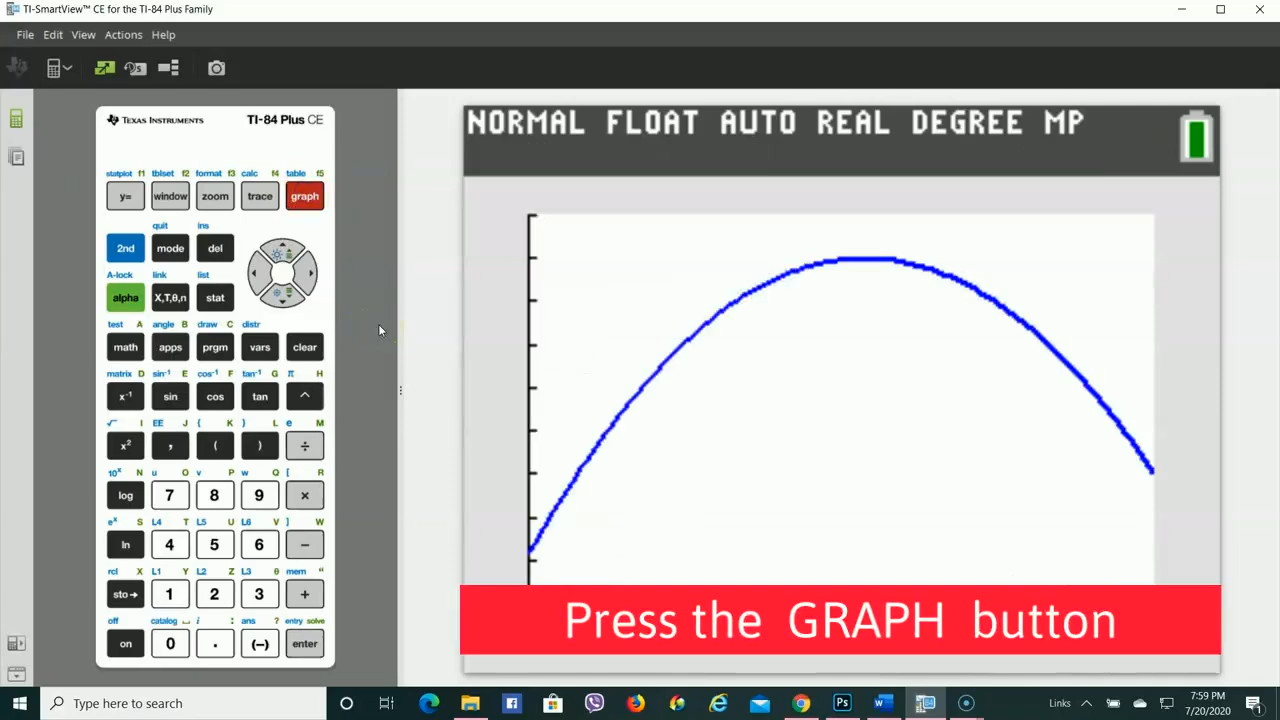 TI-SmartView™ CE for the TI-84 Plus Family
File Edit View Actions Help
TEXAS INSTRUMENTS TI-84 Plus CE
NORMAL FLOAT AUTO REAL DEGREE MP
statplot f1 tblset f2 format f3 calc f4 table f5
y= window zoom trace graph
quit ins
2nd mode del
A-lock link list
alpha X,T,θ,n stat
test A angle B draw C distr
math apps prgm vars clear
matrix D sin⁻¹ E cos⁻¹ F tan⁻¹ G π H
x⁻¹ sin cos tan ^
√ I EE J { K } L e M
x² , ( ) ÷
10ˣ N u O v P w Q [ R
log 7 8 9 ×
eˣ S L4 T L5 U L6 V ] W
ln 4 5 6 −
rcl X L1 Y L2 Z L3 θ mem "
sto→ 1 2 3 +
off catalog ⎵ i : ans ? entry solve
on 0 . (−) enter
Press the GRAPH button
Type here to search
Links
7:59 PM
7/20/2020
1